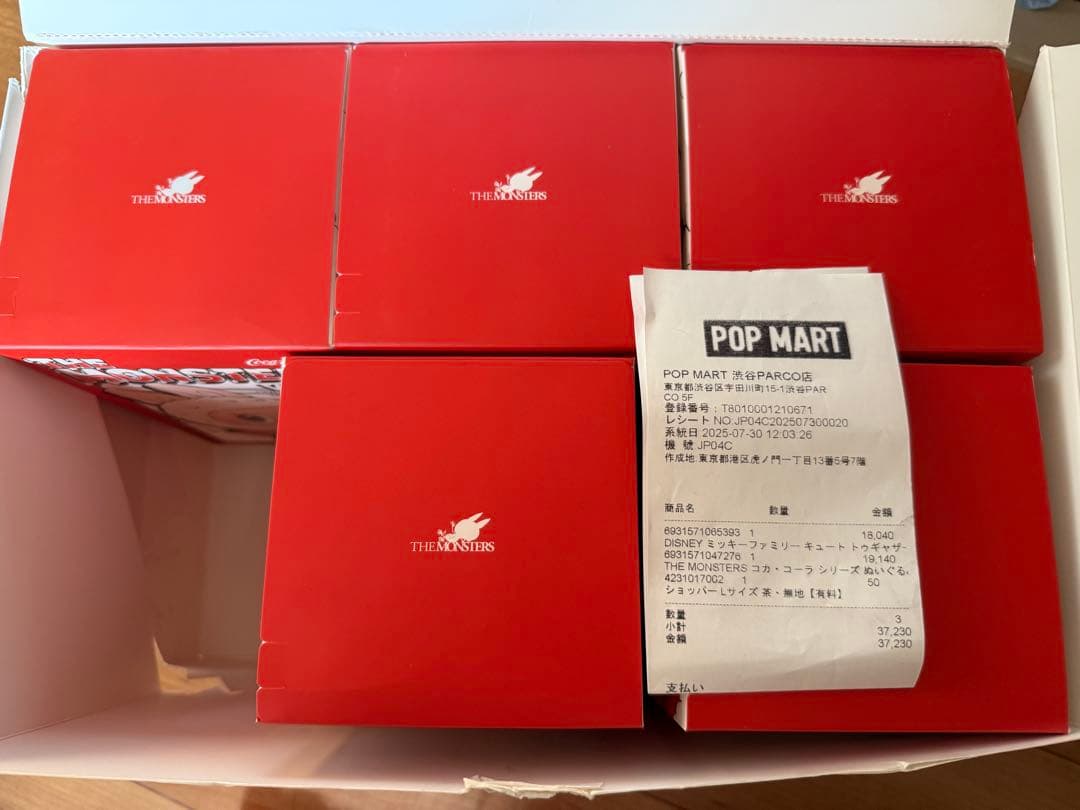 THE MONSTERS
THE MONSTERS
THE MONSTERS
THE
MONSTE
Coca-
THE MONSTERS
POP MART
POP MART 渋谷PARCO店
東京都渋谷区宇田川町15-1渋谷PAR
CO 5F
登録番号：T8010001210671
レシート NO:JP04C202507300020
系統日 2025-07-30 12:03:26
機 號 JP04C
作成地:東京都港区虎ノ門一丁目13番5号7階
商品名 数量 金額
6931571065393 1 18,040
DISNEY ミッキーファミリー キュート トゥギャザー
6931571047276 1 19,140
THE MONSTERS コカ・コーラ シリーズ ぬいぐる.
4231017002 1 50
ショッパー Lサイズ 茶・無地【有料】
数量 3
小計 37,230
金額 37,230
支払い